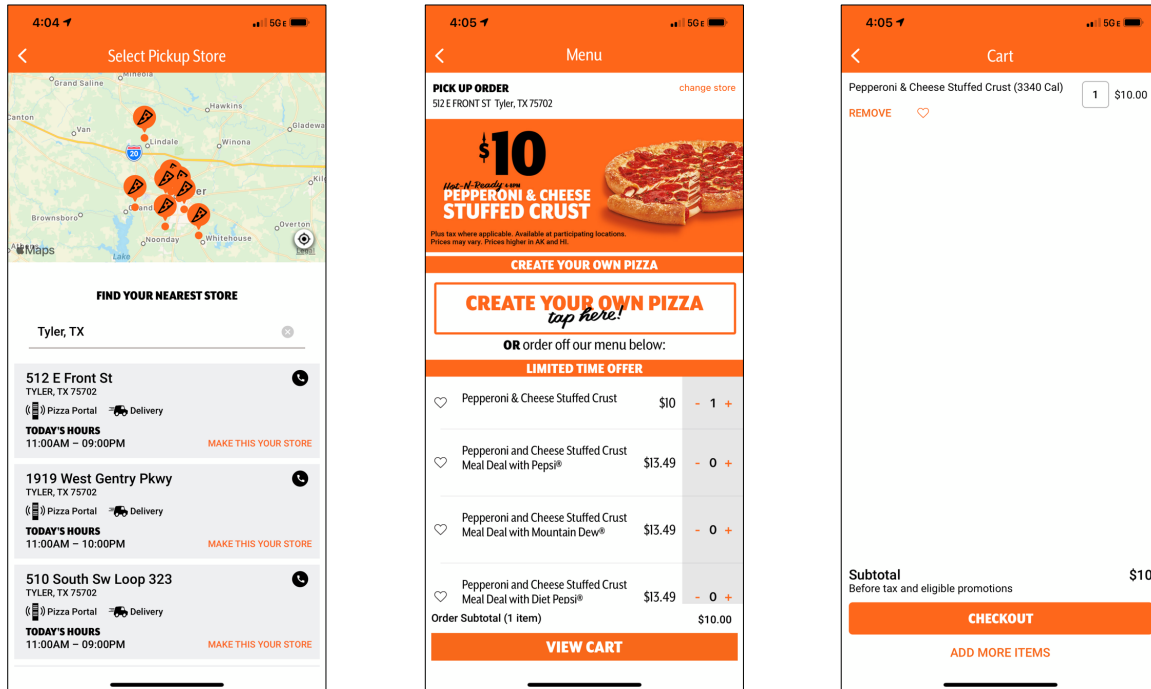 4:04
5G E
Select Pickup Store
Grand Saline
Mineola
Hawkins
Canton
Van
Gladewa
Lindale
Winona
20
Kil
er
Grand
Brownsboro
Overton
Noonday
Whitehouse
Maps
Lake
Legal
FIND YOUR NEAREST STORE
Tyler, TX
512 E Front St
TYLER, TX 75702
Pizza Portal Delivery
TODAY'S HOURS
11:00AM – 09:00PM MAKE THIS YOUR STORE
1919 West Gentry Pkwy
TYLER, TX 75702
Pizza Portal Delivery
TODAY'S HOURS
11:00AM – 10:00PM MAKE THIS YOUR STORE
510 South Sw Loop 323
TYLER, TX 75702
Pizza Portal Delivery
TODAY'S HOURS
11:00AM – 09:00PM MAKE THIS YOUR STORE
4:05
5G E
Menu
PICK UP ORDER change store
512 E FRONT ST Tyler, TX 75702
$10
Hot-N-Ready 4-8PM
PEPPERONI & CHEESE
STUFFED CRUST
Plus tax where applicable. Available at participating locations.
Prices may vary. Prices higher in AK and HI.
CREATE YOUR OWN PIZZA
CREATE YOUR OWN PIZZA
tap here!
OR order off our menu below:
LIMITED TIME OFFER
Pepperoni & Cheese Stuffed Crust $10 - 1 +
Pepperoni and Cheese Stuffed Crust
Meal Deal with Pepsi® $13.49 - 0 +
Pepperoni and Cheese Stuffed Crust
Meal Deal with Mountain Dew® $13.49 - 0 +
Pepperoni and Cheese Stuffed Crust
Meal Deal with Diet Pepsi® $13.49 - 0 +
Order Subtotal (1 item) $10.00
VIEW CART
4:05
5G E
Cart
Pepperoni & Cheese Stuffed Crust (3340 Cal) 1 $10.00
REMOVE
Subtotal $10
Before tax and eligible promotions
CHECKOUT
ADD MORE ITEMS